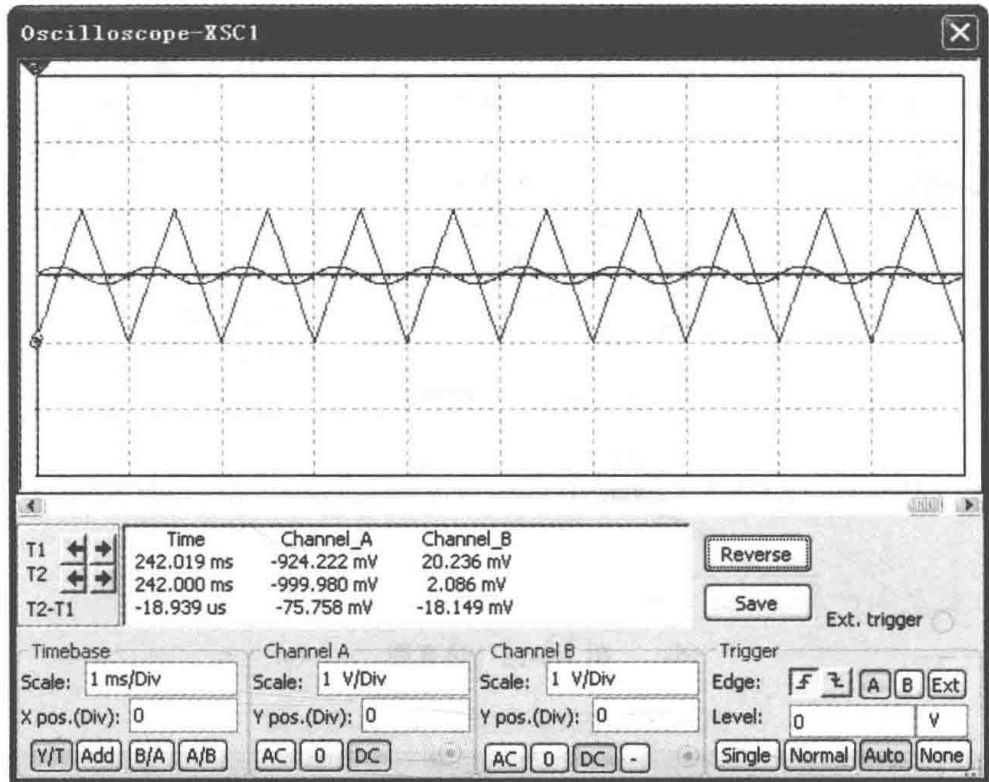 Oscilloscope-XSC1
Time Channel_A Channel_B
T1 242.019 ms -924.222 mV 20.236 mV
T2 242.000 ms -999.980 mV 2.086 mV
T2-T1 -18.939 us -75.758 mV -18.149 mV
Reverse
Save
Ext. trigger
Timebase
Scale: 1 ms/Div
X pos.(Div): 0
Y/T Add B/A A/B
Channel A
Scale: 1 V/Div
Y pos.(Div): 0
AC 0 DC
Channel B
Scale: 1 V/Div
Y pos.(Div): 0
AC 0 DC -
Trigger
Edge: A B Ext
Level: 0 V
Single Normal Auto None